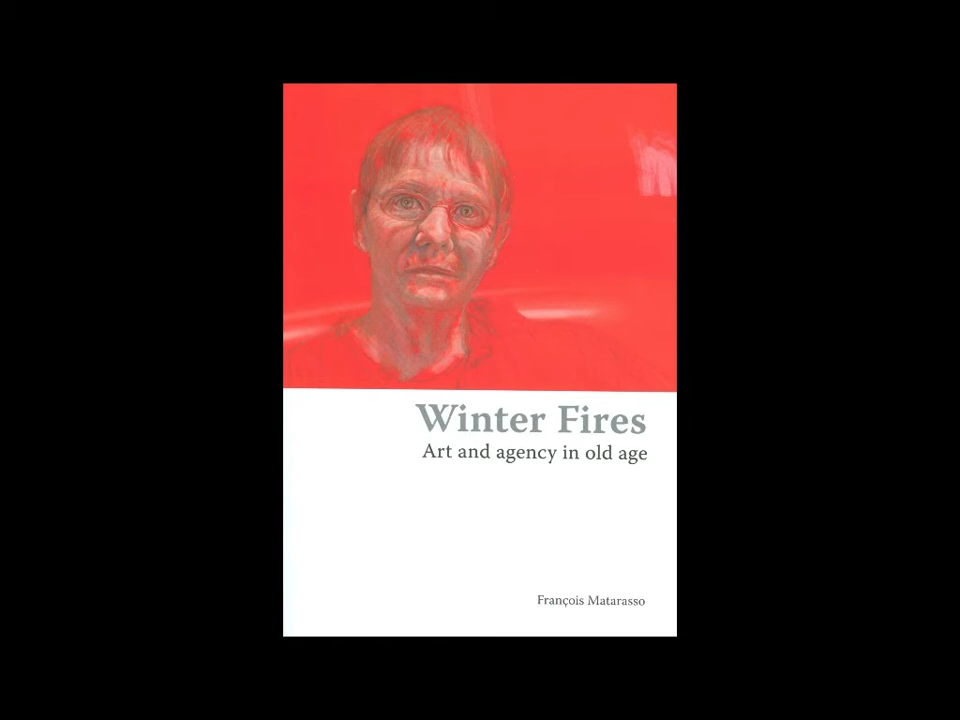 Winter Fires
Art and agency in old age
François Matarasso